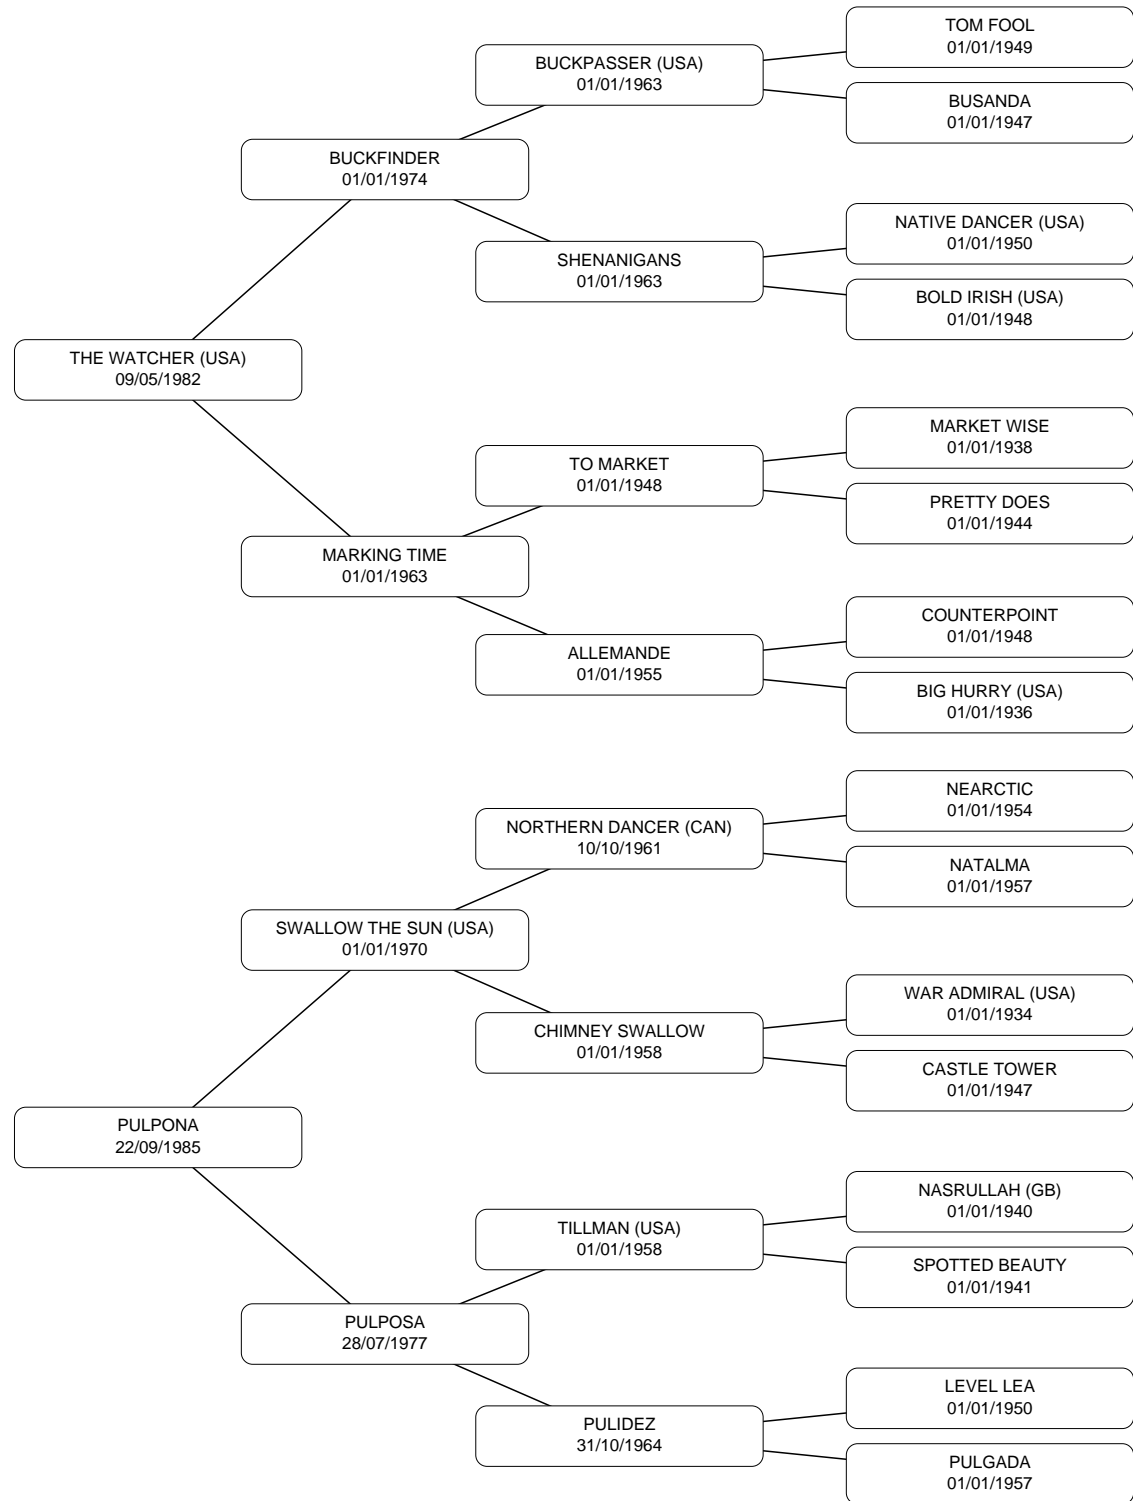 TOM FOOL
01/01/1949
BUCKPASSER (USA)
01/01/1963
BUSANDA
01/01/1947
BUCKFINDER
01/01/1974
NATIVE DANCER (USA)
01/01/1950
SHENANIGANS
01/01/1963
BOLD IRISH (USA)
01/01/1948
THE WATCHER (USA)
09/05/1982
MARKET WISE
01/01/1938
TO MARKET
01/01/1948
PRETTY DOES
01/01/1944
MARKING TIME
01/01/1963
COUNTERPOINT
01/01/1948
ALLEMANDE
01/01/1955
BIG HURRY (USA)
01/01/1936
NEARCTIC
01/01/1954
NORTHERN DANCER (CAN)
10/10/1961
NATALMA
01/01/1957
SWALLOW THE SUN (USA)
01/01/1970
WAR ADMIRAL (USA)
01/01/1934
CHIMNEY SWALLOW
01/01/1958
CASTLE TOWER
01/01/1947
PULPONA
22/09/1985
NASRULLAH (GB)
01/01/1940
TILLMAN (USA)
01/01/1958
SPOTTED BEAUTY
01/01/1941
PULPOSA
28/07/1977
LEVEL LEA
01/01/1950
PULIDEZ
31/10/1964
PULGADA
01/01/1957